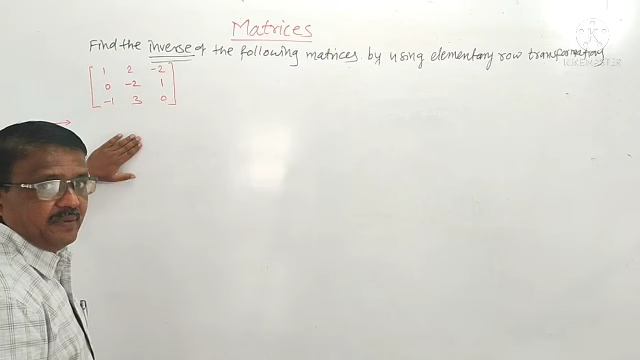 Matrices
Find the inverse of the following matrices by using elementary row transformations
1 2 -2
0 -2 1
-1 3 0